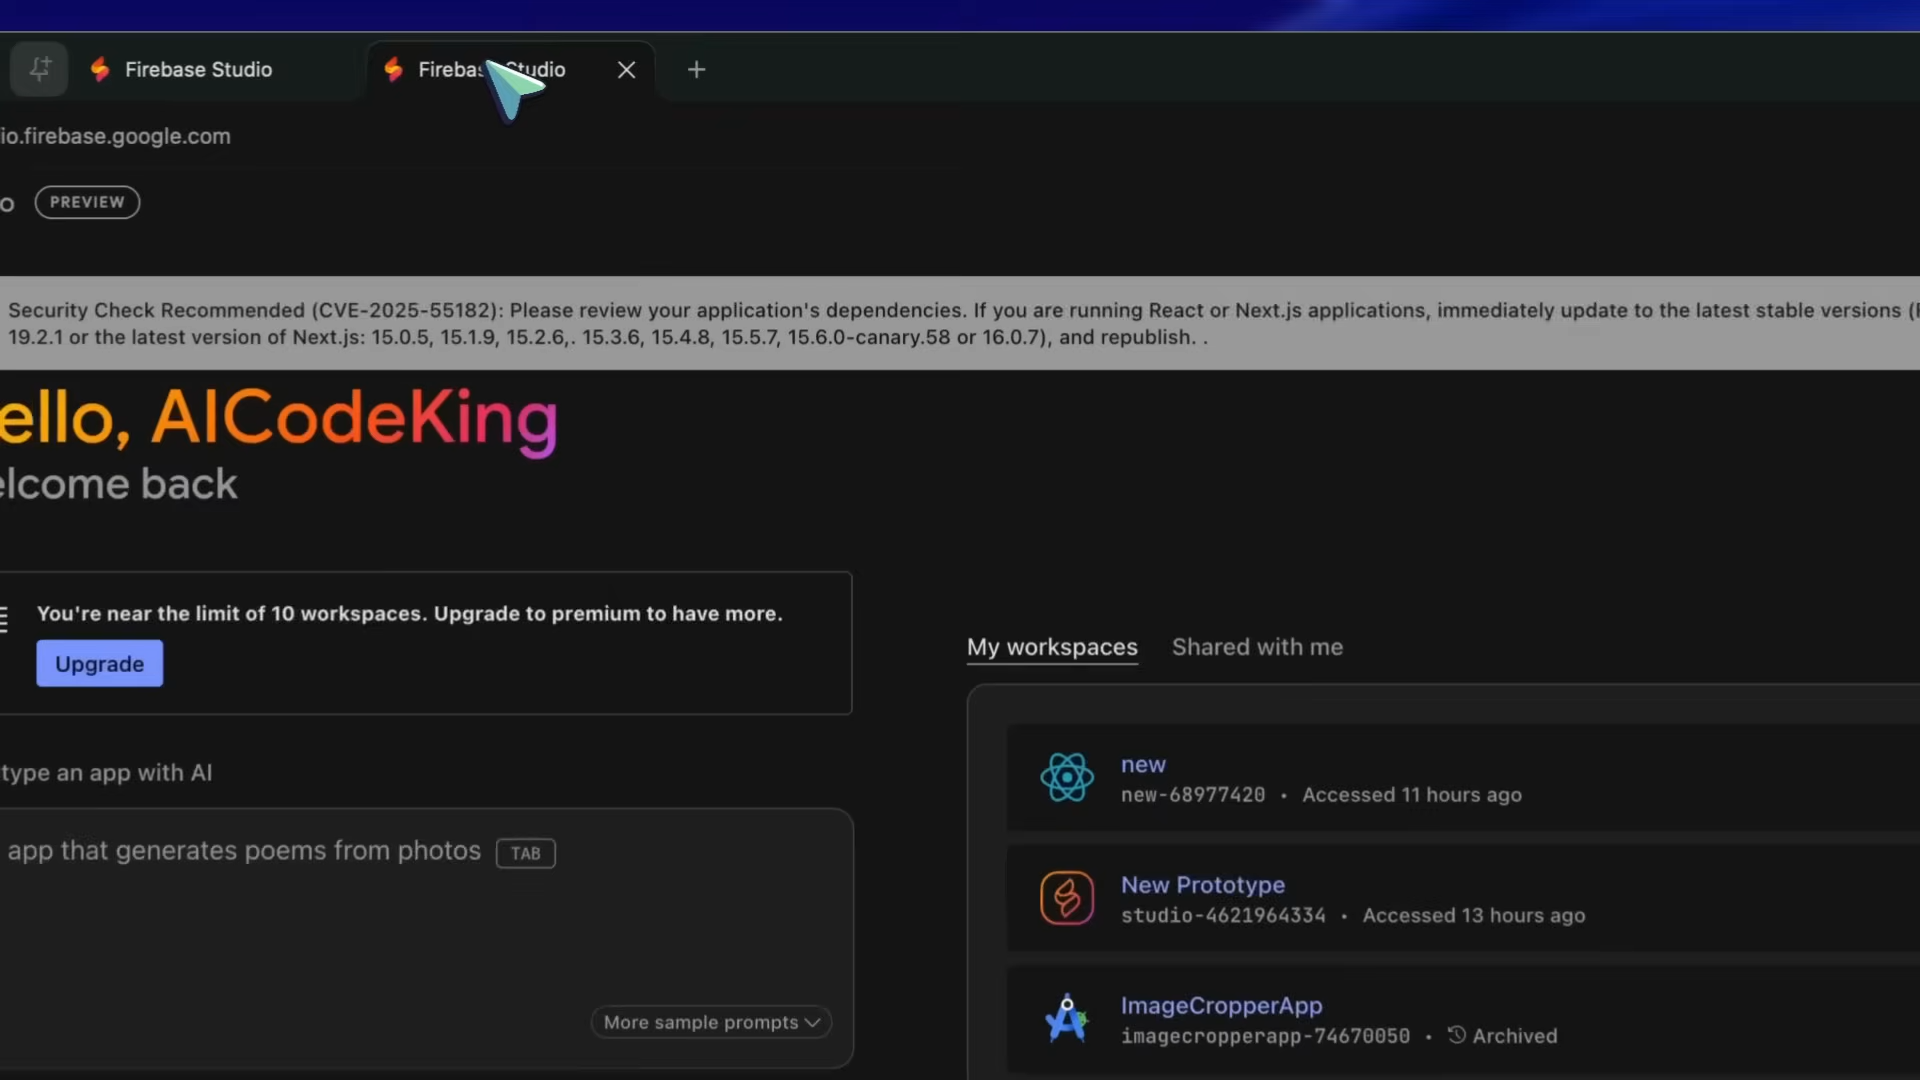 Firebase Studio
Firebase Studio
io.firebase.google.com
o PREVIEW
Security Check Recommended (CVE-2025-55182): Please review your application's dependencies. If you are running React or Next.js applications, immediately update to the latest stable versions (
19.2.1 or the latest version of Next.js: 15.0.5, 15.1.9, 15.2.6,. 15.3.6, 15.4.8, 15.5.7, 15.6.0-canary.58 or 16.0.7), and republish. .
ello, AICodeKing
elcome back
You're near the limit of 10 workspaces. Upgrade to premium to have more.
Upgrade
type an app with AI
app that generates poems from photos TAB
More sample prompts
My workspaces Shared with me
new
new-68977420 • Accessed 11 hours ago
New Prototype
studio-4621964334 • Accessed 13 hours ago
ImageCropperApp
imagecropperapp-74670050 • Archived